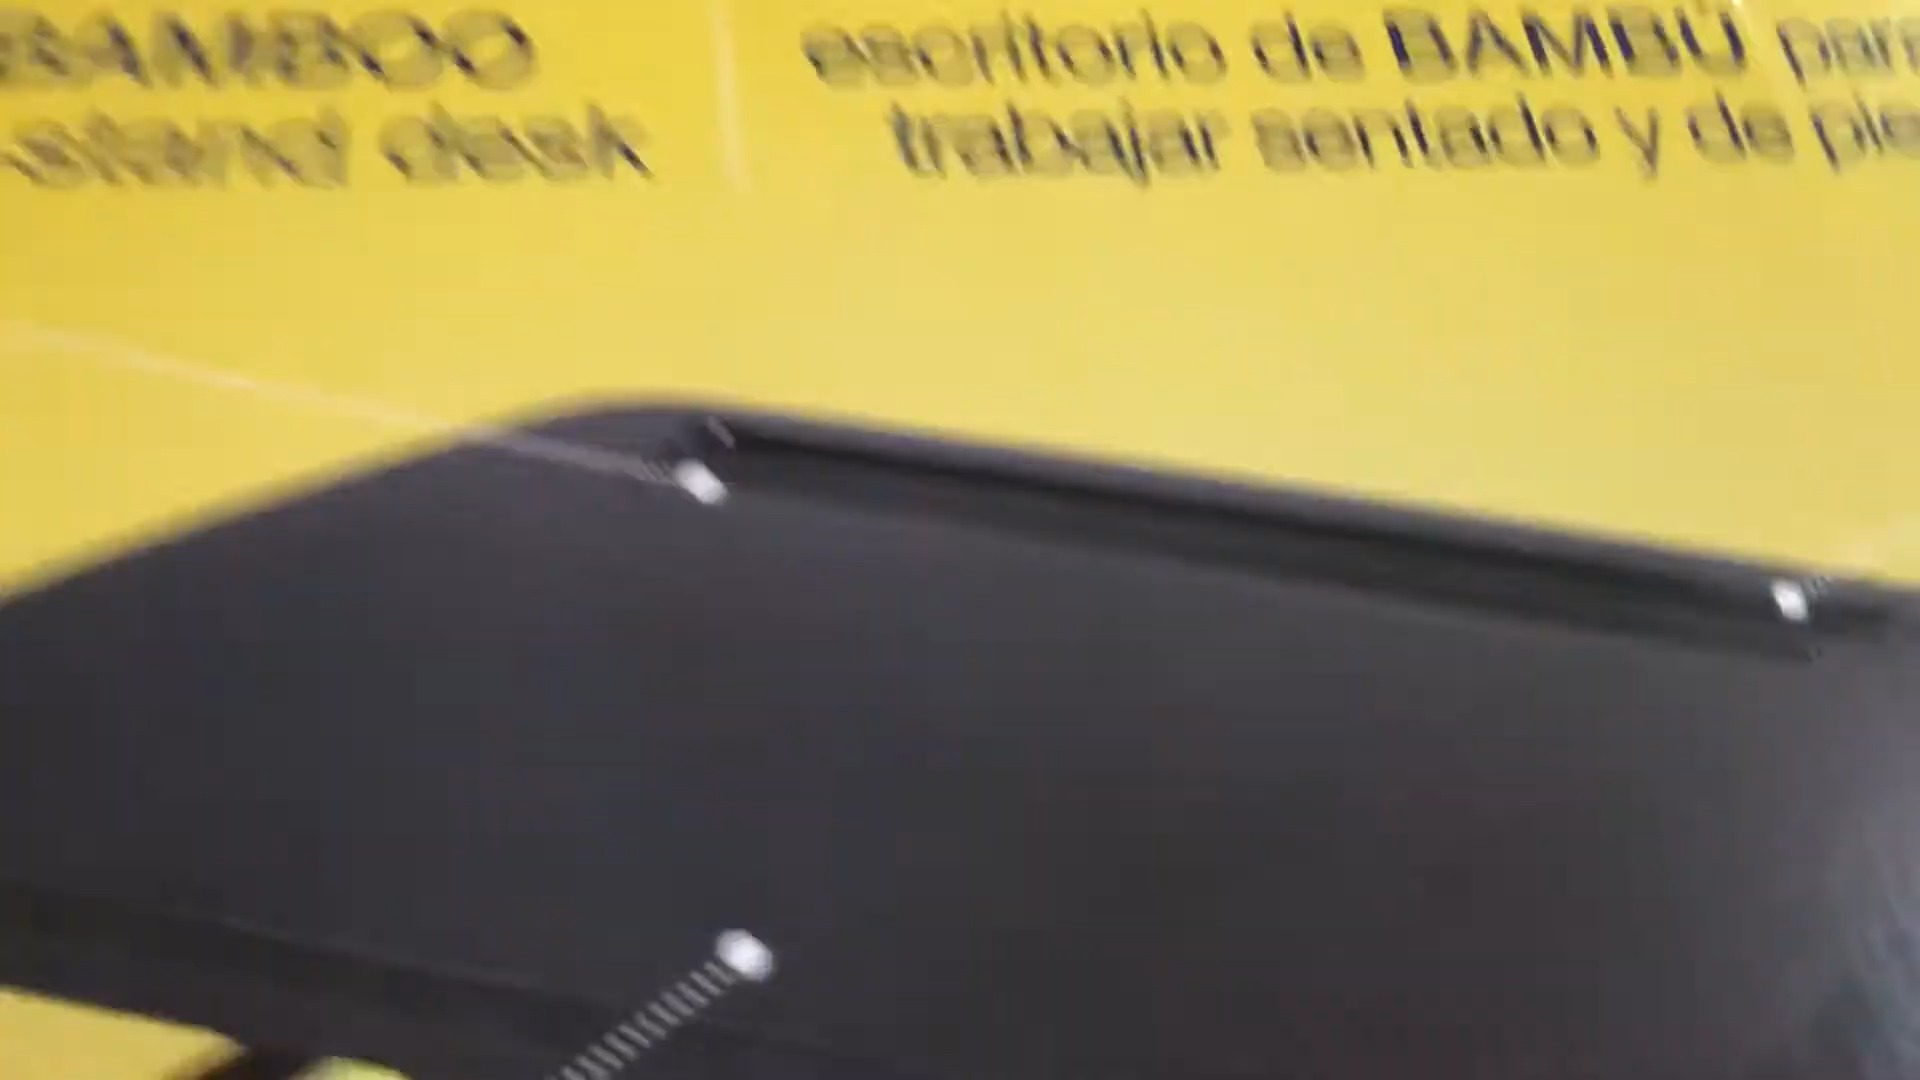 BAMBOO
stand desk
escritorio de BAMBÚ para
trabajar sentado y de pie